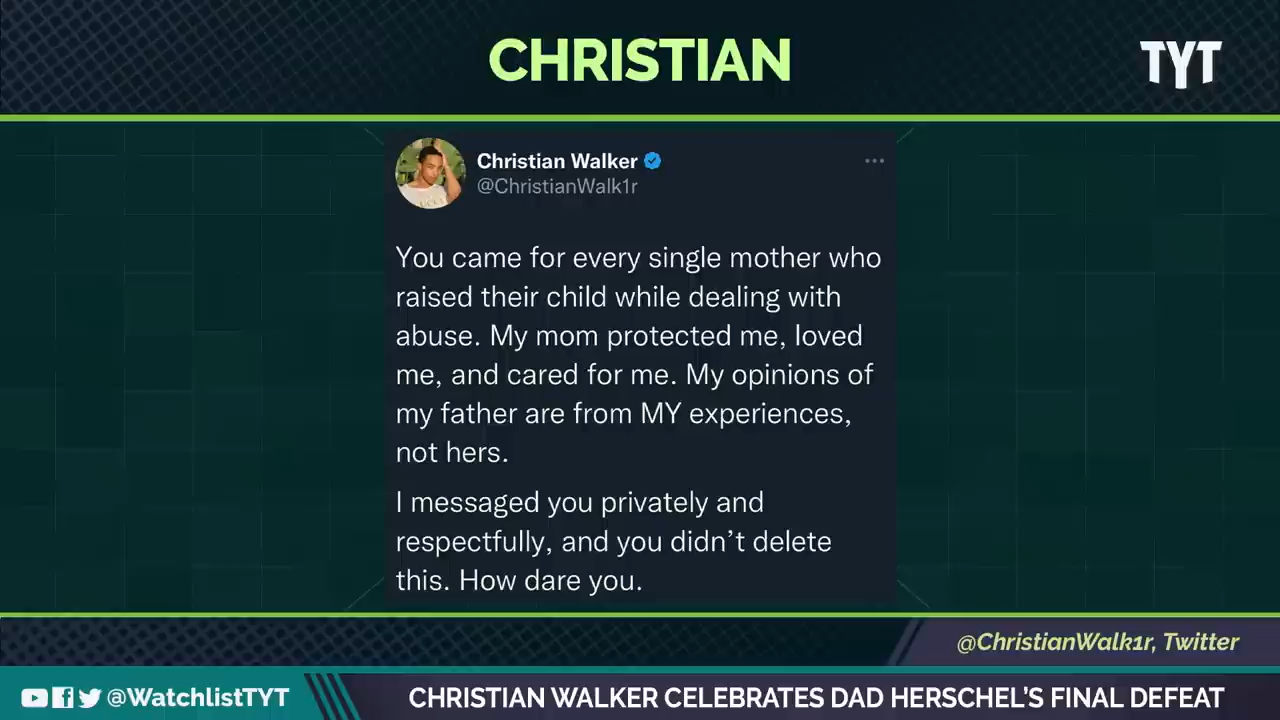 CHRISTIAN
TYT
Christian Walker
@ChristianWalk1r
You came for every single mother who
raised their child while dealing with
abuse. My mom protected me, loved
me, and cared for me. My opinions of
my father are from MY experiences,
not hers.
I messaged you privately and
respectfully, and you didn’t delete
this. How dare you.
@ChristianWalk1r, Twitter
@WatchlistTYT
CHRISTIAN WALKER CELEBRATES DAD HERSCHEL’S FINAL DEFEAT